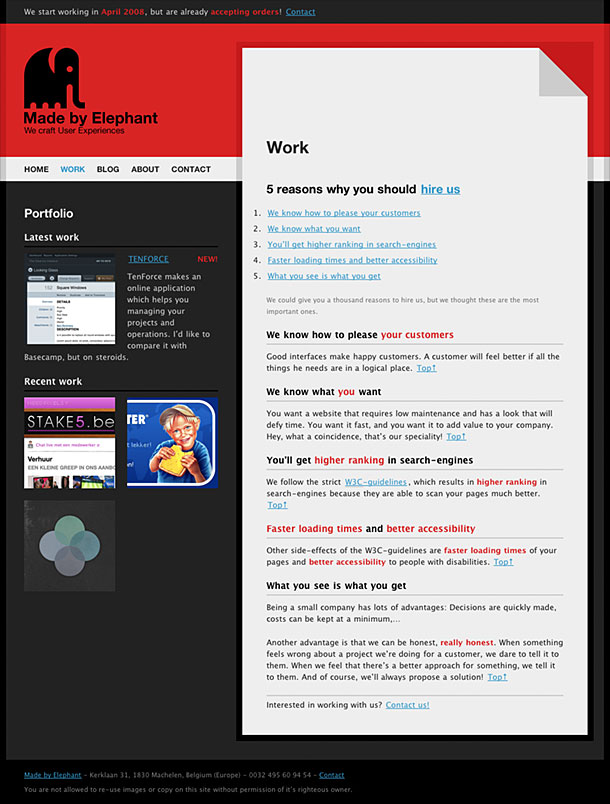 We start working in April 2008, but are already accepting orders! Contact
Made by Elephant
We craft User Experiences
HOME WORK BLOG ABOUT CONTACT
Portfolio
Latest work
TENFORCE NEW!
TenForce makes an
online application
which helps you
managing your
projects and
operations. I'd like to
compare it with
Basecamp, but on steroids.
Looking Glass
152 Square Windows
DETAILS
DESCRIPTION
Recent work
STAKE5.be
Chat live met een medewerker
Verhuur
EEN KLEINE GREEP IN ONS AANBO
TER®
t lekker!
Work
5 reasons why you should hire us
1. We know how to please your customers
2. We know what you want
3. You'll get higher ranking in search-engines
4. Faster loading times and better accessibility
5. What you see is what you get
We could give you a thousand reasons to hire us, but we thought these are the most
important ones.
We know how to please your customers
Good interfaces make happy customers. A customer will feel better if all the
things he needs are in a logical place. Top↑
We know what you want
You want a website that requires low maintenance and has a look that will
defy time. You want it fast, and you want it to add value to your company.
Hey, what a coincidence, that's our speciality! Top↑
You'll get higher ranking in search-engines
We follow the strict W3C-guidelines, which results in higher ranking in
search-engines because they are able to scan your pages much better.
Top↑
Faster loading times and better accessibility
Other side-effects of the W3C-guidelines are faster loading times of your
pages and better accessibility to people with disabilities. Top↑
What you see is what you get
Being a small company has lots of advantages: Decisions are quickly made,
costs can be kept at a minimum,...
Another advantage is that we can be honest, really honest. When something
feels wrong about a project we're doing for a customer, we dare to tell it to
them. When we feel that there's a better approach for something, we tell it
to them. And of course, we'll always propose a solution! Top↑
Interested in working with us? Contact us!
Made by Elephant - Kerklaan 31, 1830 Machelen, Belgium (Europe) - 0032 495 60 94 54 - Contact
You are not allowed to re-use images or copy on this site without permission of it's righteous owner.